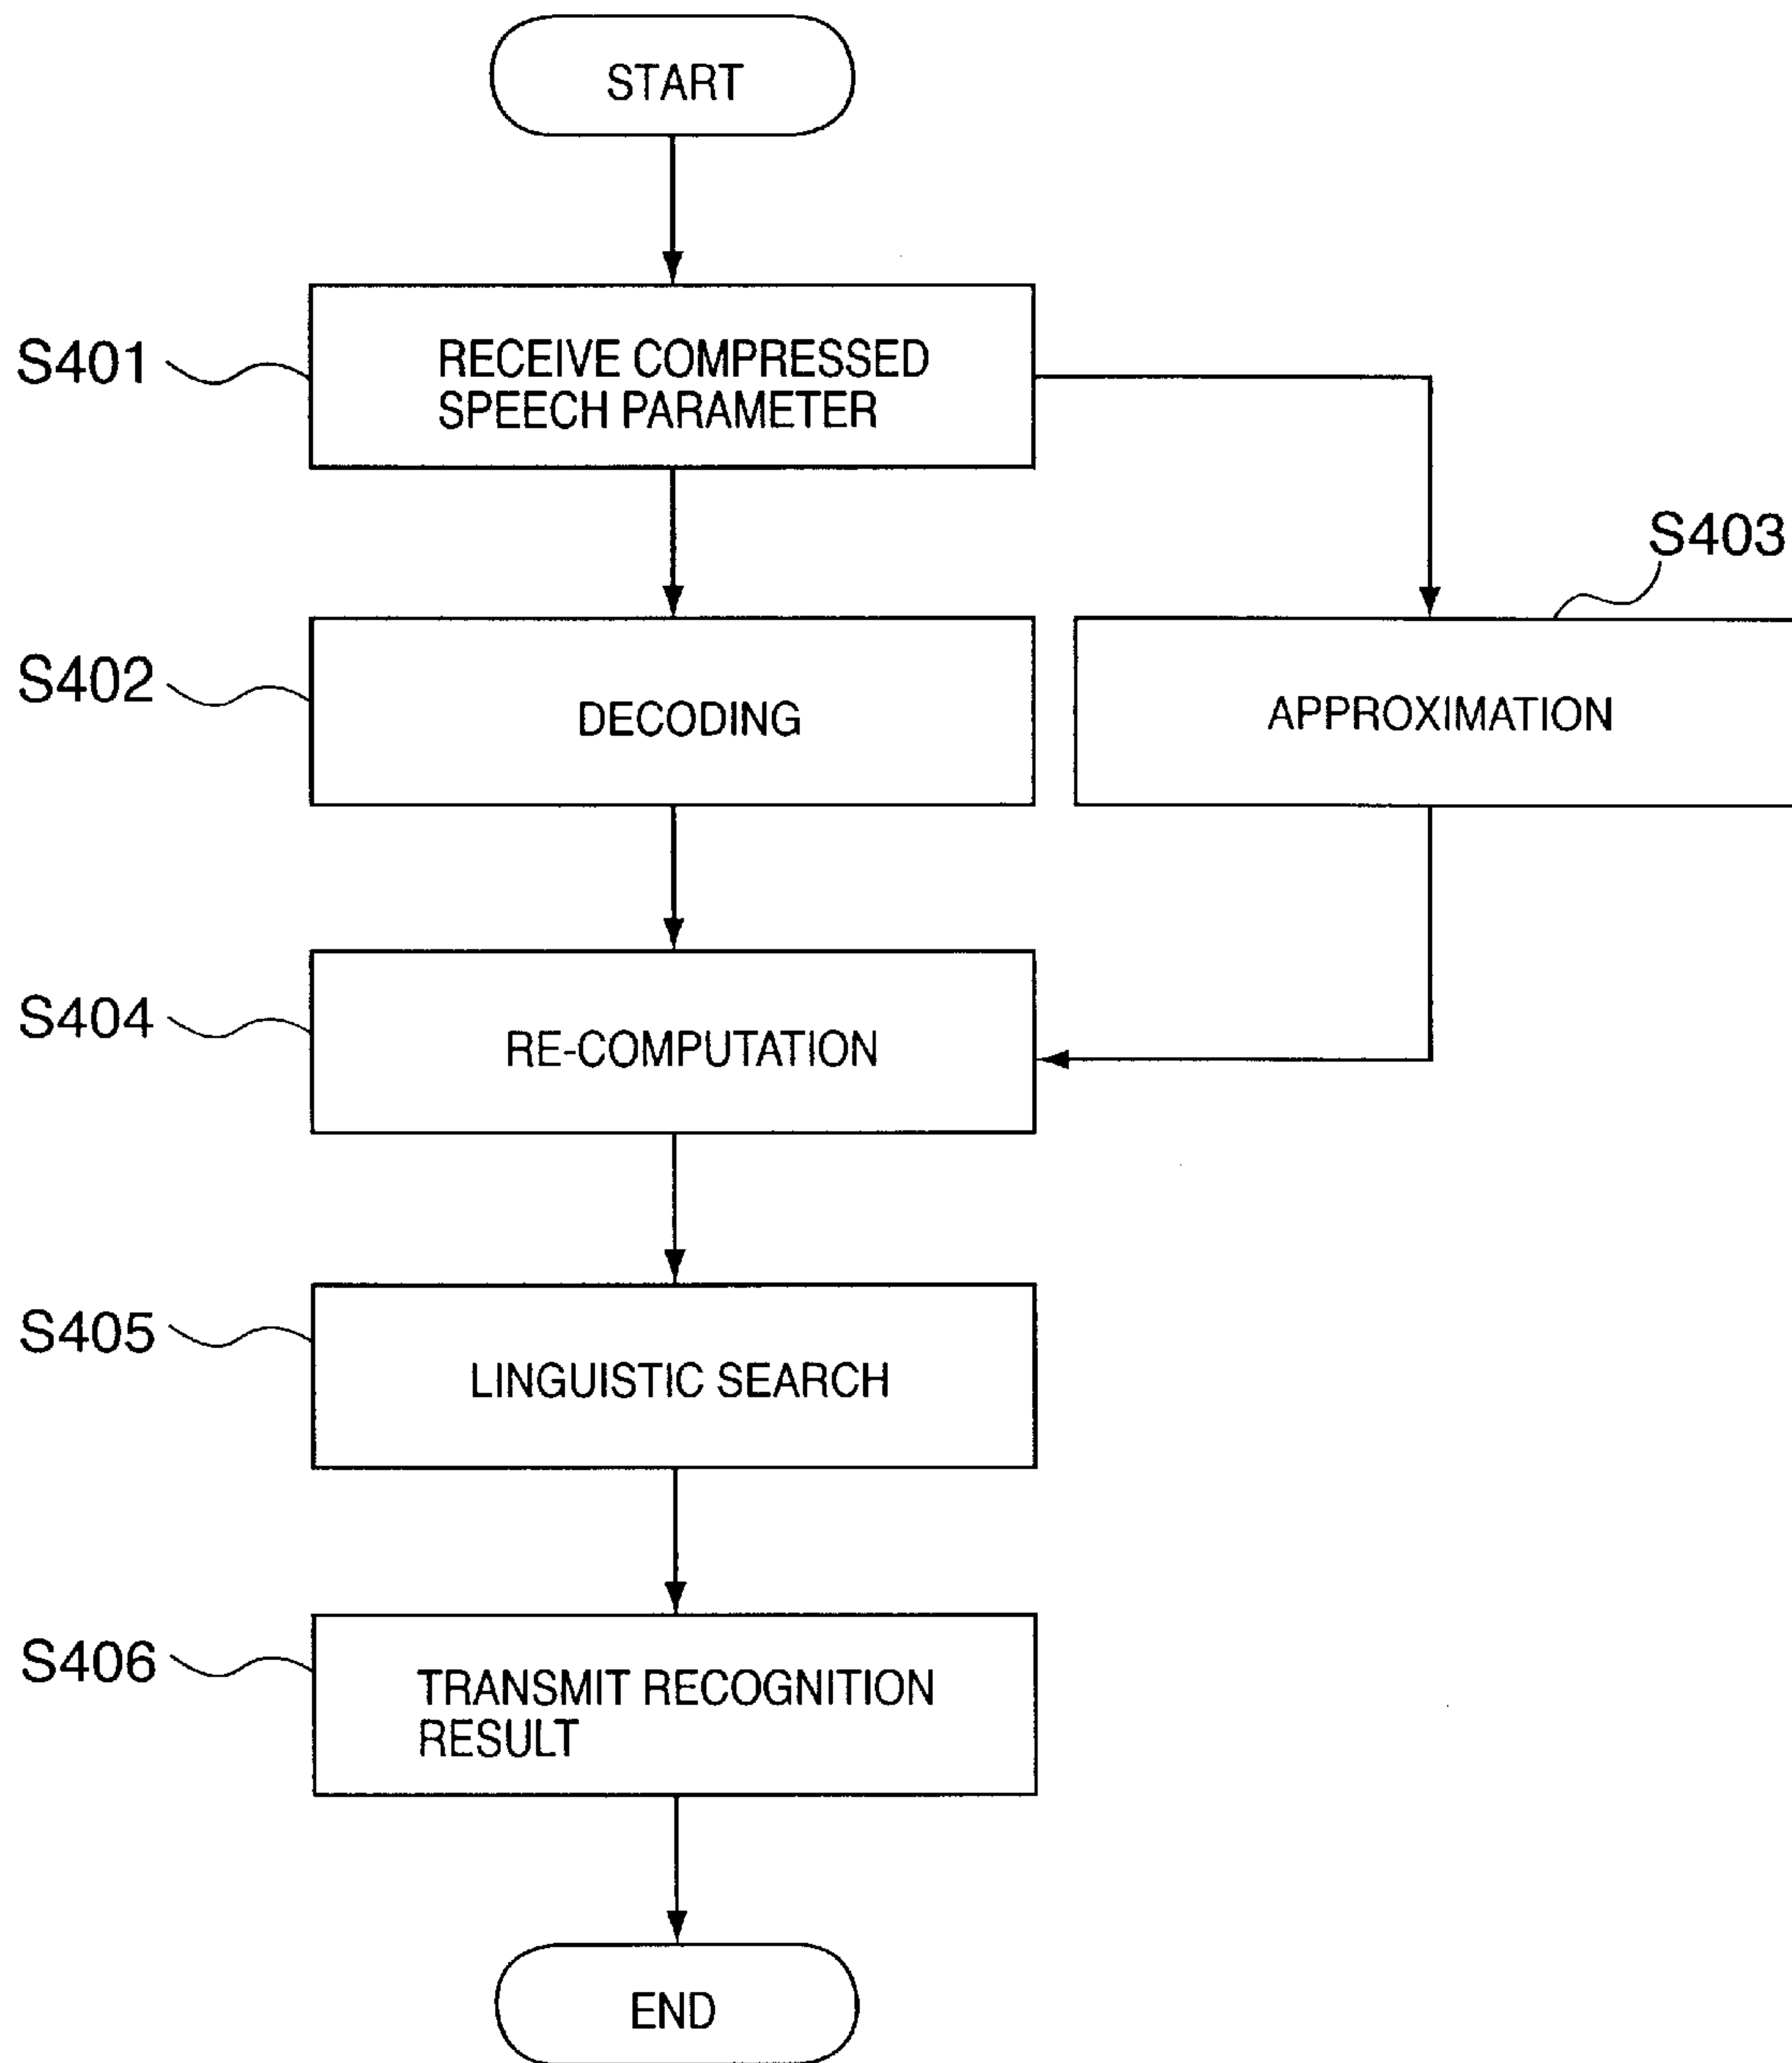 START
S401
RECEIVE COMPRESSED
SPEECH PARAMETER
S403
S402
DECODING
APPROXIMATION
S404
RE-COMPUTATION
S405
LINGUISTIC SEARCH
S406
TRANSMIT RECOGNITION
RESULT
END